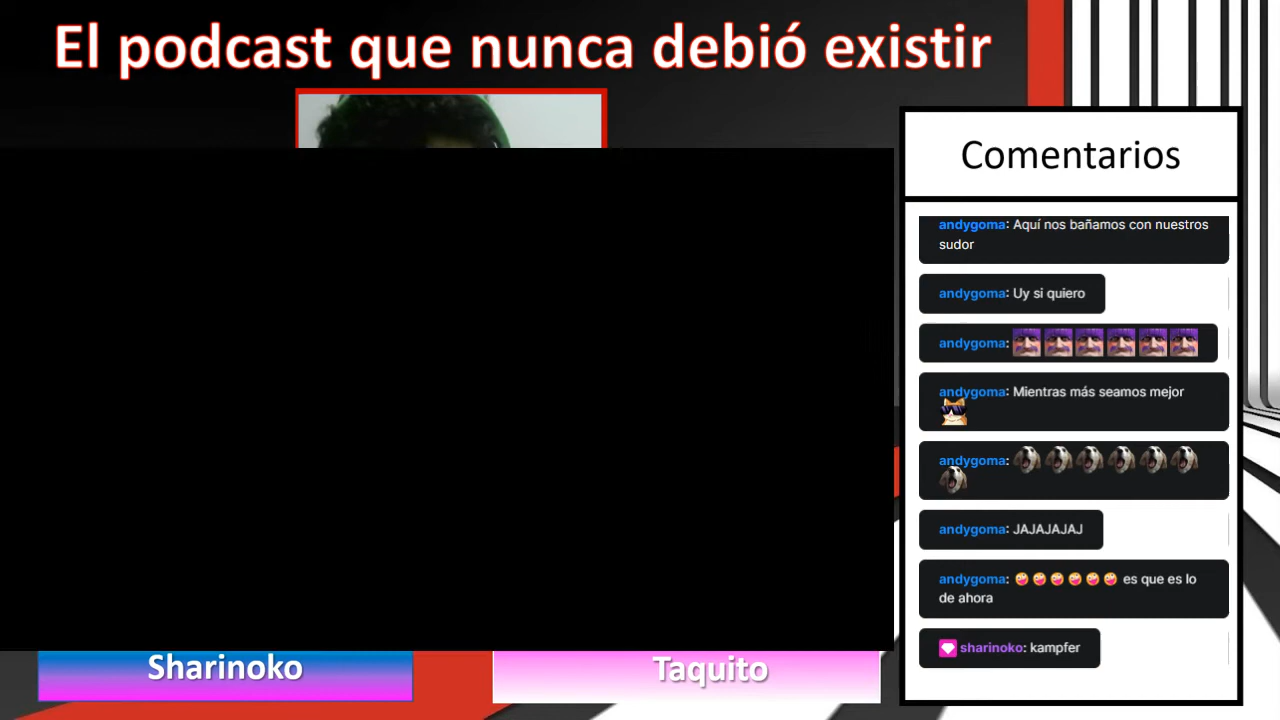 El podcast que nunca debió existir
Comentarios
andygoma: Aquí nos bañamos con nuestros
sudor
andygoma: Uy si quiero
andygoma:
andygoma: Mientras más seamos mejor
andygoma:
andygoma: JAJAJAJAJ
andygoma: 🤪🤪🤪🤪🤪🤪 es que es lo
de ahora
sharinoko: kampfer
Sharinoko
Taquito